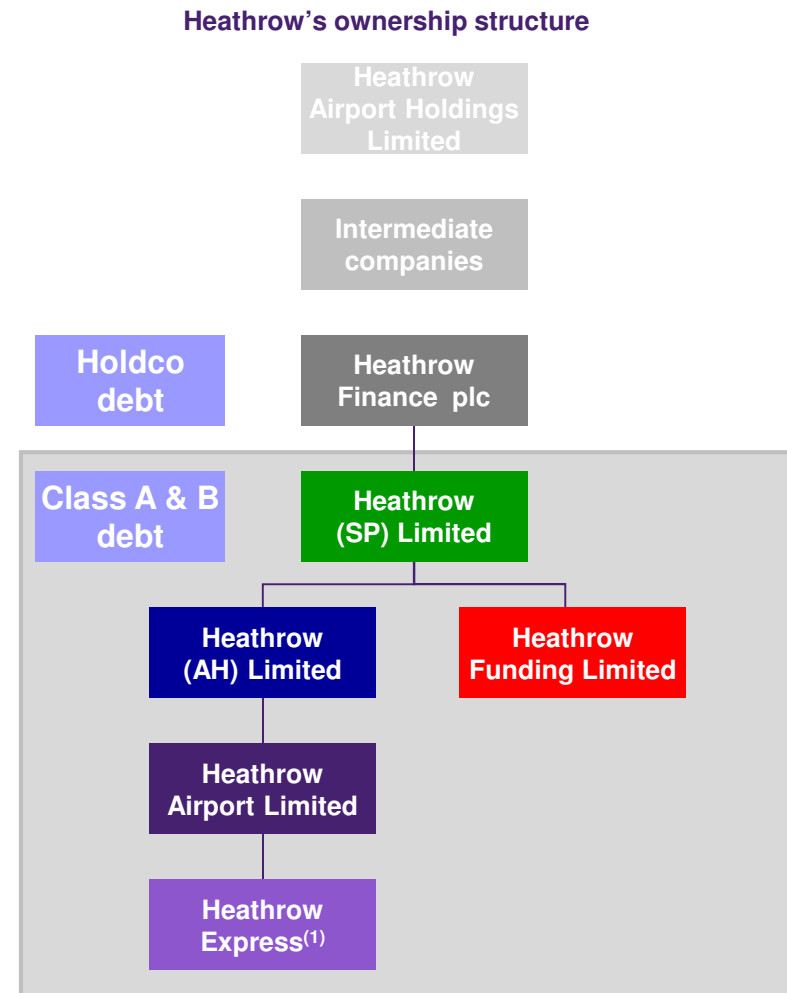 Heathrow's ownership structure
Heathrow
Airport Holdings
Limited
Intermediate
companies
Holdco
debt
Heathrow
Finance plc
Class A & B
debt
Heathrow
(SP) Limited
Heathrow
(AH) Limited
Heathrow
Funding Limited
Heathrow
Airport Limited
Heathrow
Express(1)